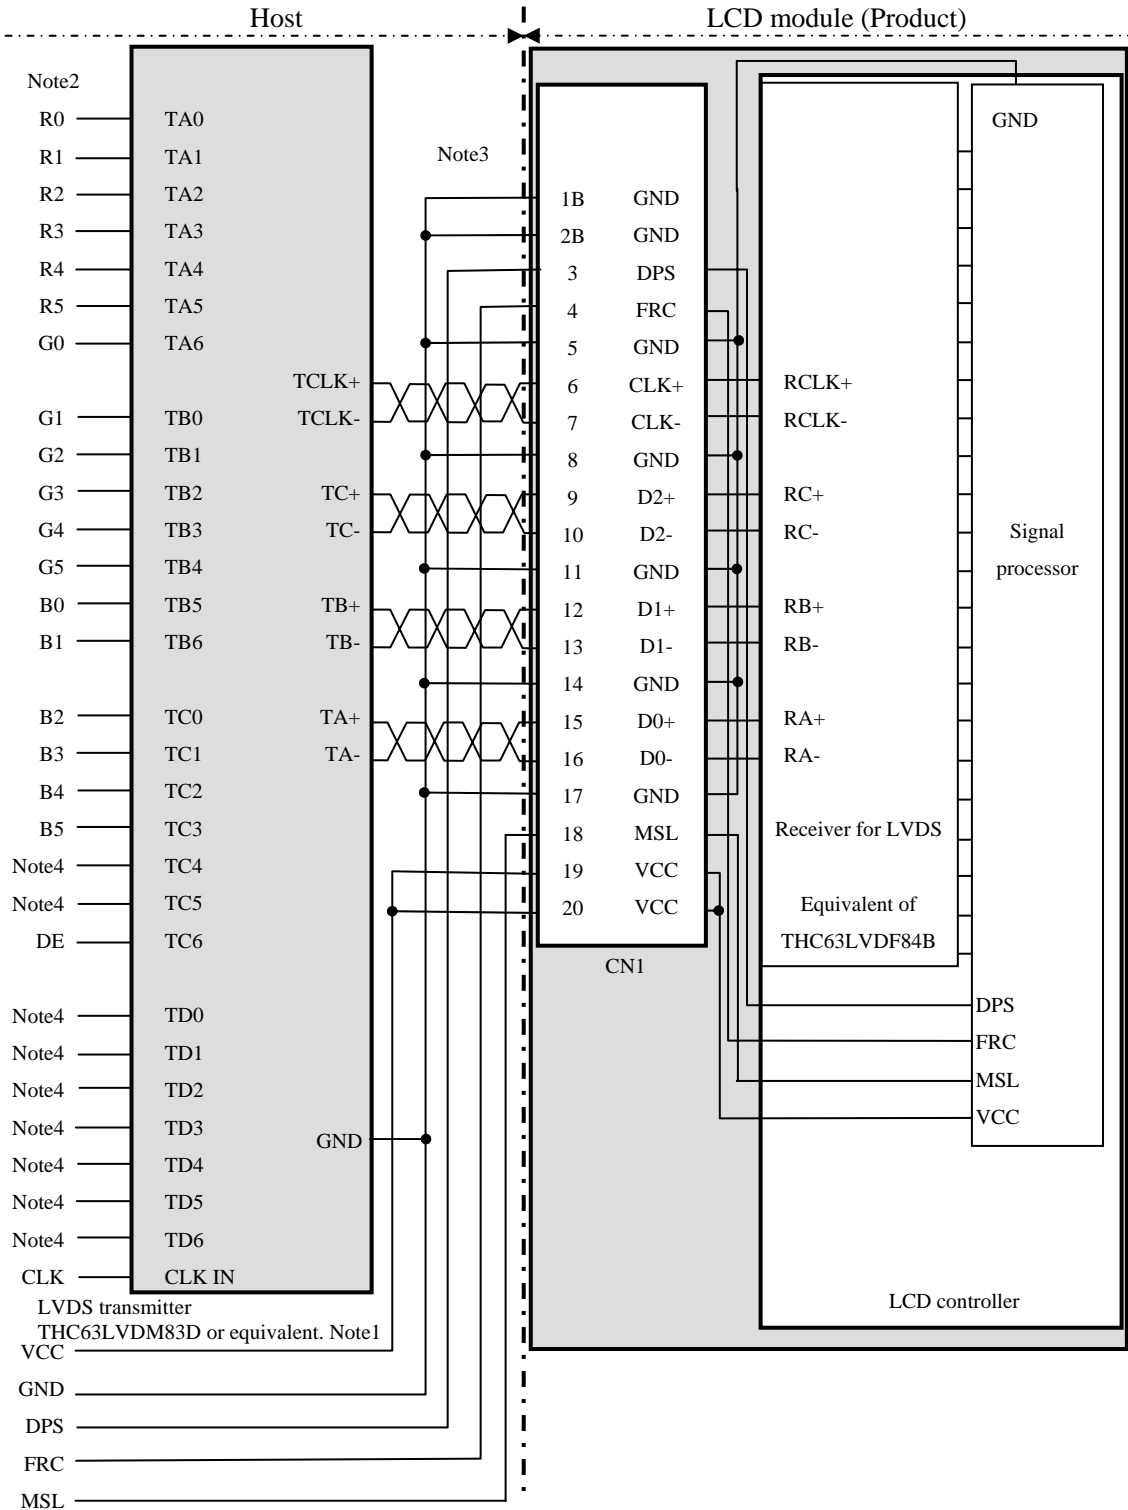 Host
LCD module (Product)
Note2
R0 TA0
R1 TA1
R2 TA2
R3 TA3
R4 TA4
R5 TA5
G0 TA6
TCLK+
G1 TB0 TCLK-
G2 TB1
G3 TB2 TC+
G4 TB3 TC-
G5 TB4
B0 TB5 TB+
B1 TB6 TB-
B2 TC0 TA+
B3 TC1 TA-
B4 TC2
B5 TC3
Note4 TC4
Note4 TC5
DE TC6
Note4 TD0
Note4 TD1
Note4 TD2
Note4 TD3
GND
Note4 TD4
Note4 TD5
Note4 TD6
CLK CLK IN
LVDS transmitter
THC63LVDM83D or equivalent. Note1
VCC
GND
DPS
FRC
MSL
Note3
1B GND
2B GND
3 DPS
4 FRC
5 GND
6 CLK+
7 CLK-
8 GND
9 D2+
10 D2-
11 GND
12 D1+
13 D1-
14 GND
15 D0+
16 D0-
17 GND
18 MSL
19 VCC
20 VCC
CN1
RCLK+
RCLK-
RC+
RC-
RB+
RB-
RA+
RA-
Receiver for LVDS
Equivalent of
THC63LVDF84B
GND
Signal
processor
DPS
FRC
MSL
VCC
LCD controller